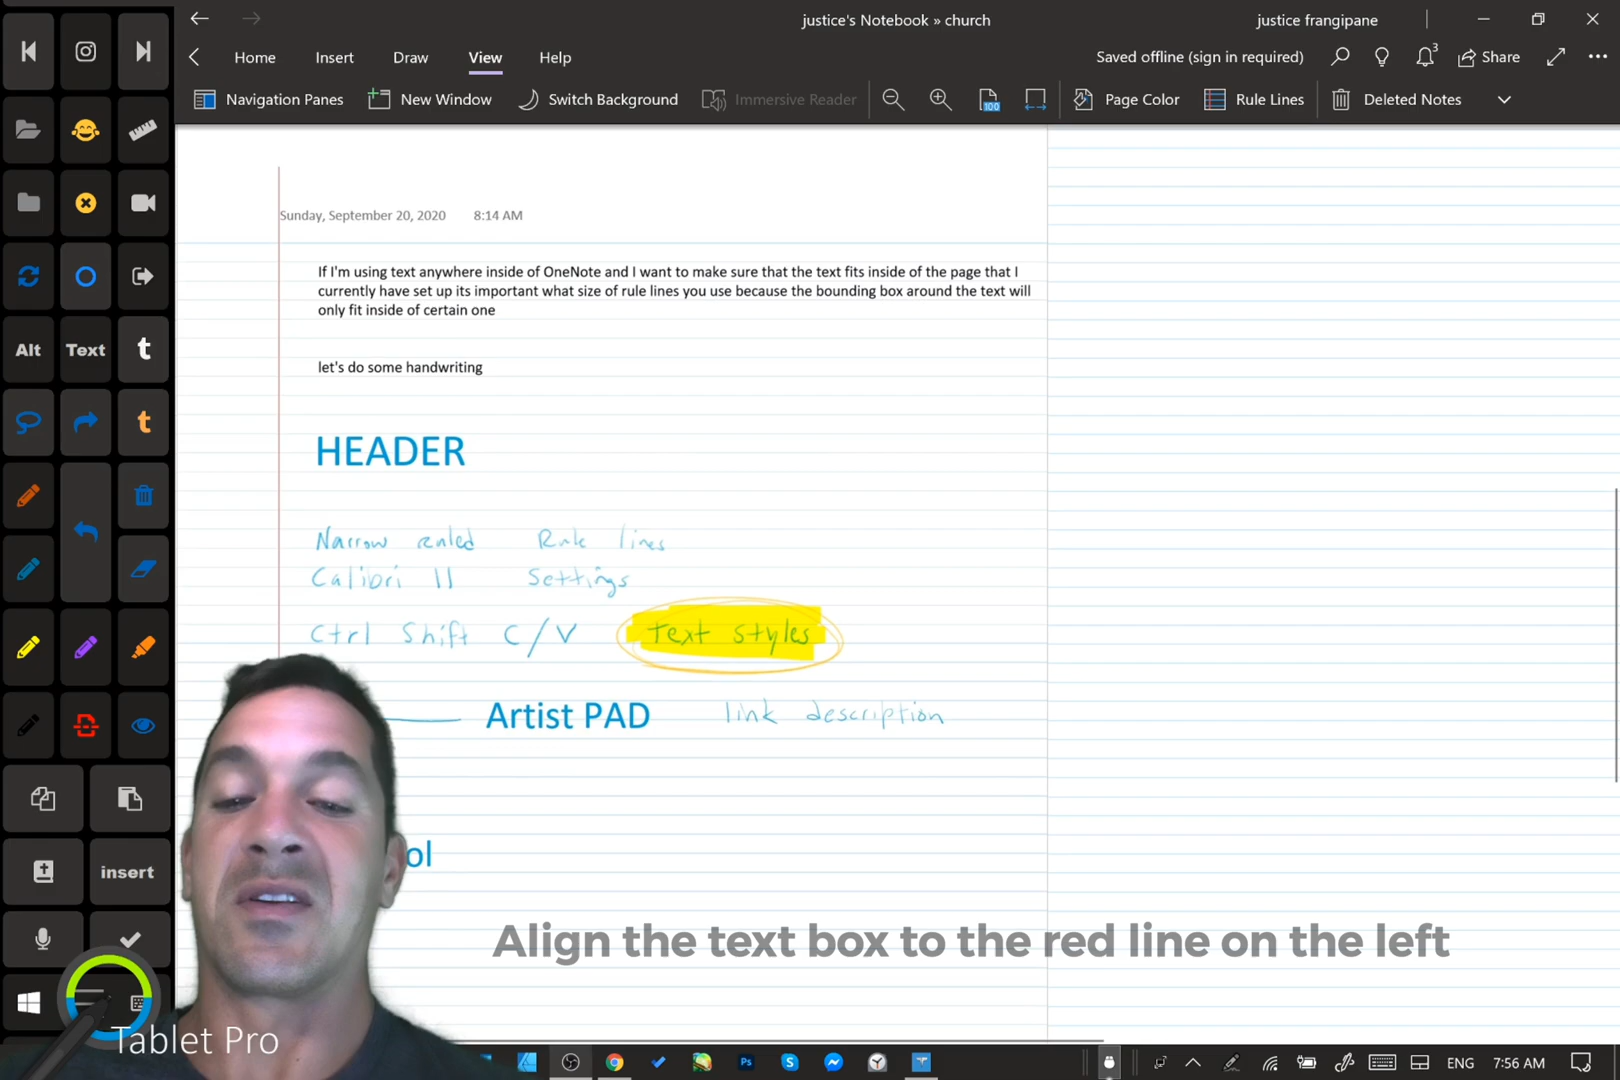 justice's Notebook » church
justice frangipane
Home Insert Draw View Help
Saved offline (sign in required)
3
Share
Navigation Panes
New Window
Switch Background
Immersive Reader
100
Page Color
Rule Lines
Deleted Notes
Sunday, September 20, 2020 8:14 AM
If I'm using text anywhere inside of OneNote and I want to make sure that the text fits inside of the page that I
currently have set up its important what size of rule lines you use because the bounding box around the text will
only fit inside of certain one
let's do some handwriting
HEADER
Narrow ruled Rule lines
Calibri 11 Settings
Ctrl Shift C/V Text Styles
Artist PAD link description
ol
Alt Text t
t
insert
Align the text box to the red line on the left
Tablet Pro
Ps
ENG 7:56 AM